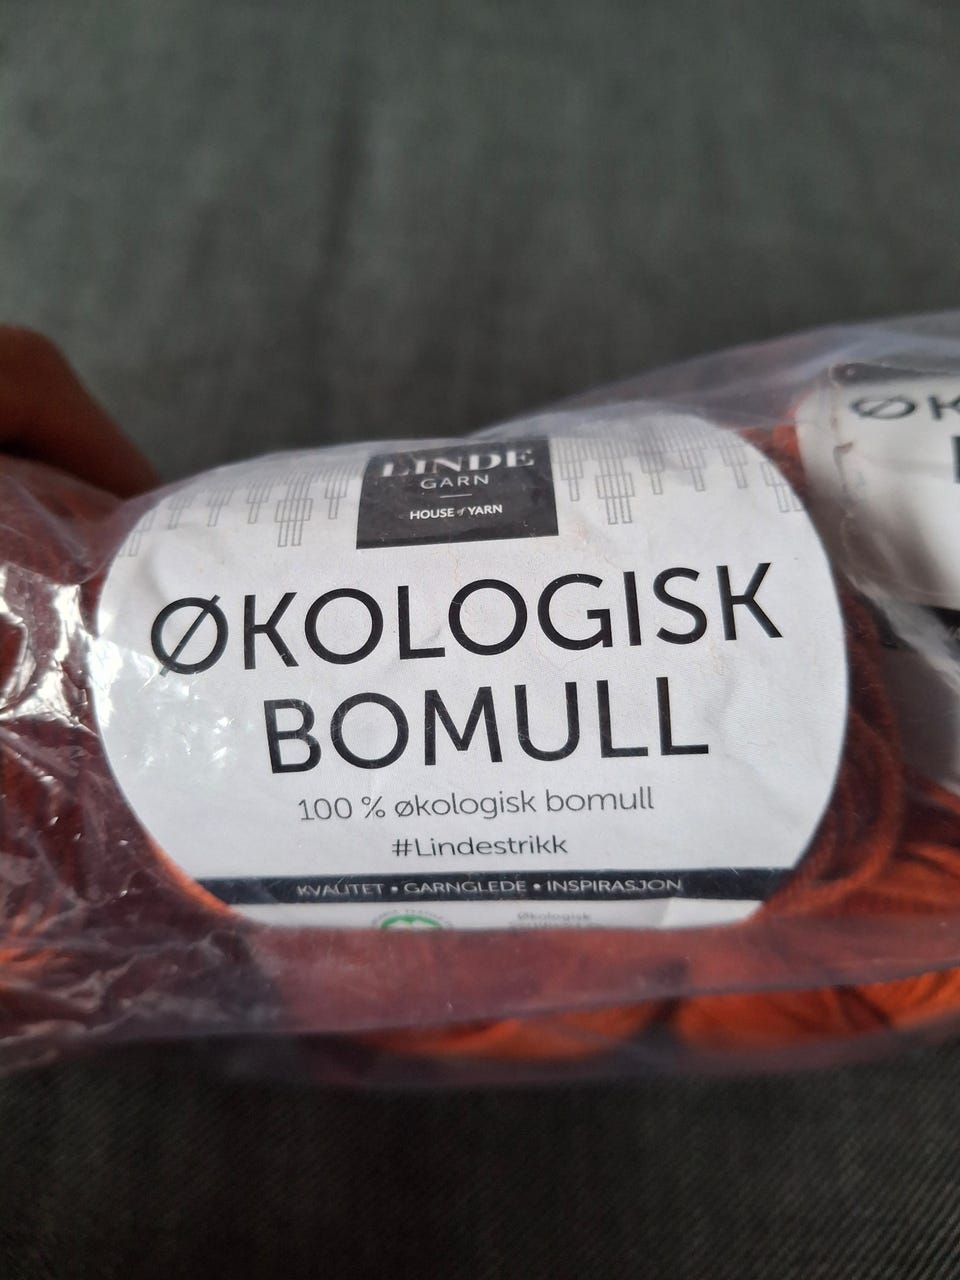 LINDE
GARN
HOUSE of YARN
ØKOLOGISK
BOMULL
100 % økologisk bomull
#Lindestrikk
KVALITET • GARNGLEDE • INSPIRASJON
Økologisk
ØK